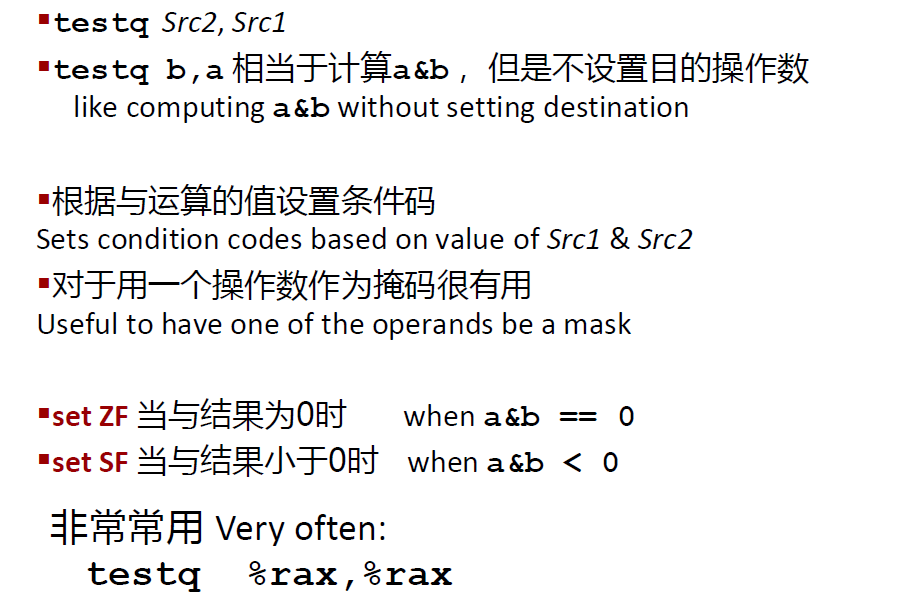 ▪testq Src2, Src1
▪testq b,a 相当于计算a&b ，但是不设置目的操作数
like computing a&b without setting destination
▪根据与运算的值设置条件码
Sets condition codes based on value of Src1 & Src2
▪对于用一个操作数作为掩码很有用
Useful to have one of the operands be a mask
▪set ZF 当与结果为0时 when a&b == 0
▪set SF 当与结果小于0时 when a&b < 0
非常常用 Very often:
testq %rax,%rax